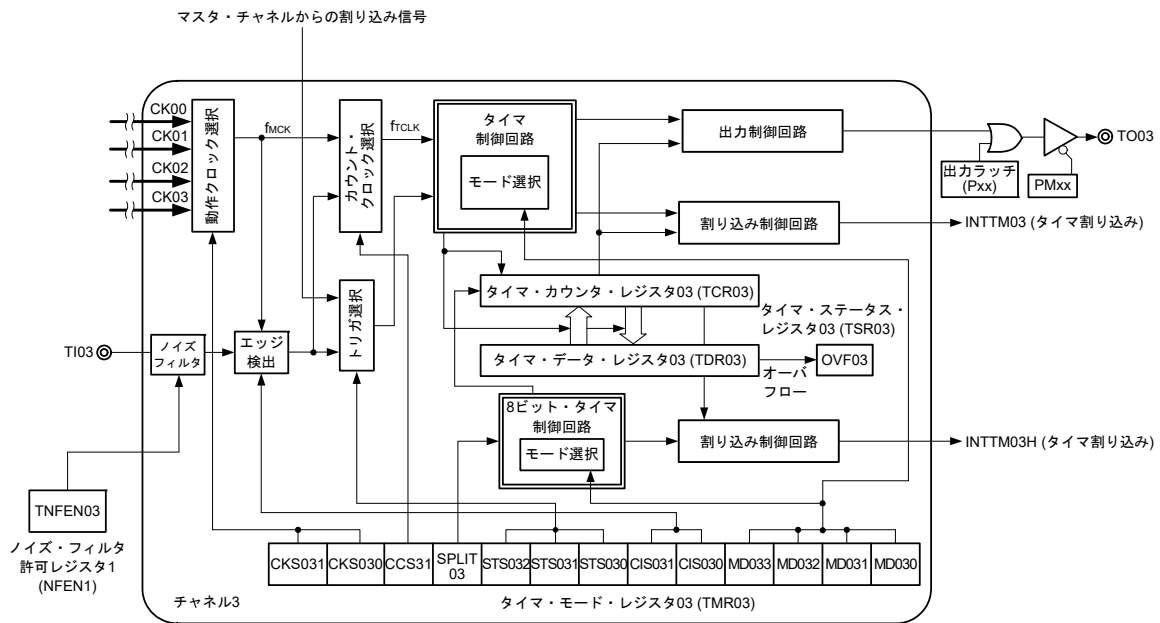 マスタ・チャネルからの割り込み信号
CK00
CK01
CK02
CK03
動作クロック選択
fMCK
カウント・
クロック選択
fTCLK
タイマ
制御回路
モード選択
出力制御回路
出力ラッチ
(Pxx)
PMxx
TO03
割り込み制御回路
INTTM03 (タイマ割り込み)
トリガ選択
タイマ・カウンタ・レジスタ03 (TCR03)
タイマ・ステータス・
レジスタ03 (TSR03)
TI03
ノイズ
フィルタ
エッジ
検出
タイマ・データ・レジスタ03 (TDR03)
OVF03
オーバ
フロー
8ビット・タイマ
制御回路
モード選択
割り込み制御回路
INTTM03H (タイマ割り込み)
TNFEN03
ノイズ・フィルタ
許可レジスタ1
(NFEN1)
CKS031
CKS030
CCS31
SPLIT
03
STS032
STS031
STS030
CIS031
CIS030
MD033
MD032
MD031
MD030
チャネル3
タイマ・モード・レジスタ03 (TMR03)